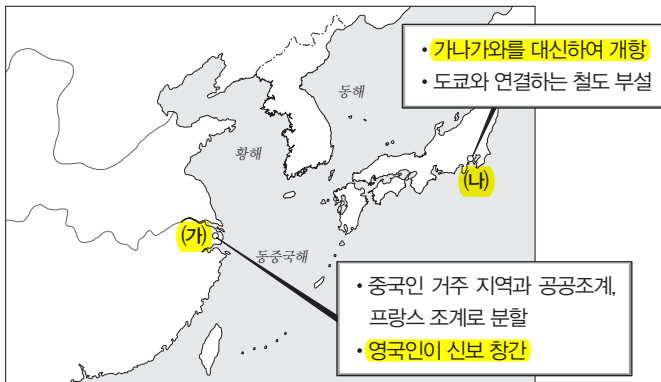 • 가나가와를 대신하여 개항
• 도쿄와 연결하는 철도 부설
동해
황해
(나)
(가)
동중국해
• 중국인 거주 지역과 공공조계,
프랑스 조계로 분할
• 영국인이 신보 창간